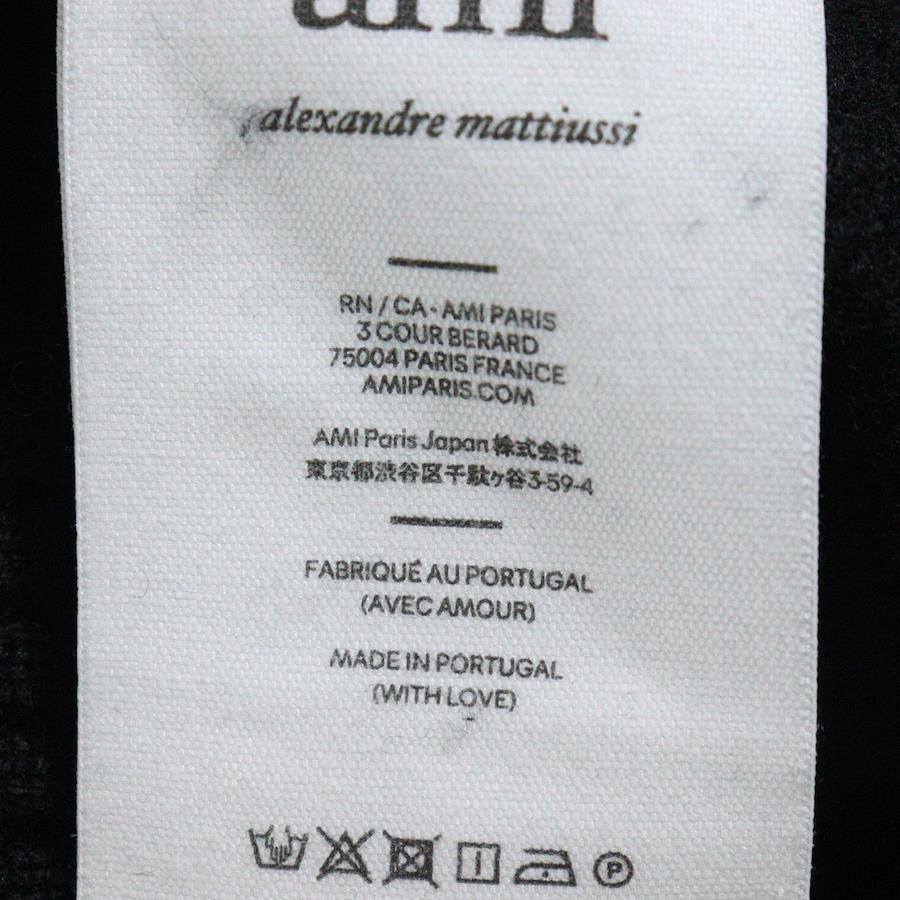 ami
alexandre mattiussi
RN / CA - AMI PARIS
3 COUR BERARD
75004 PARIS FRANCE
AMIPARIS.COM
AMI Paris Japan 株式会社
東京都渋谷区千駄ヶ谷3-59-4
FABRIQUÉ AU PORTUGAL
(AVEC AMOUR)
MADE IN PORTUGAL
(WITH LOVE)
P